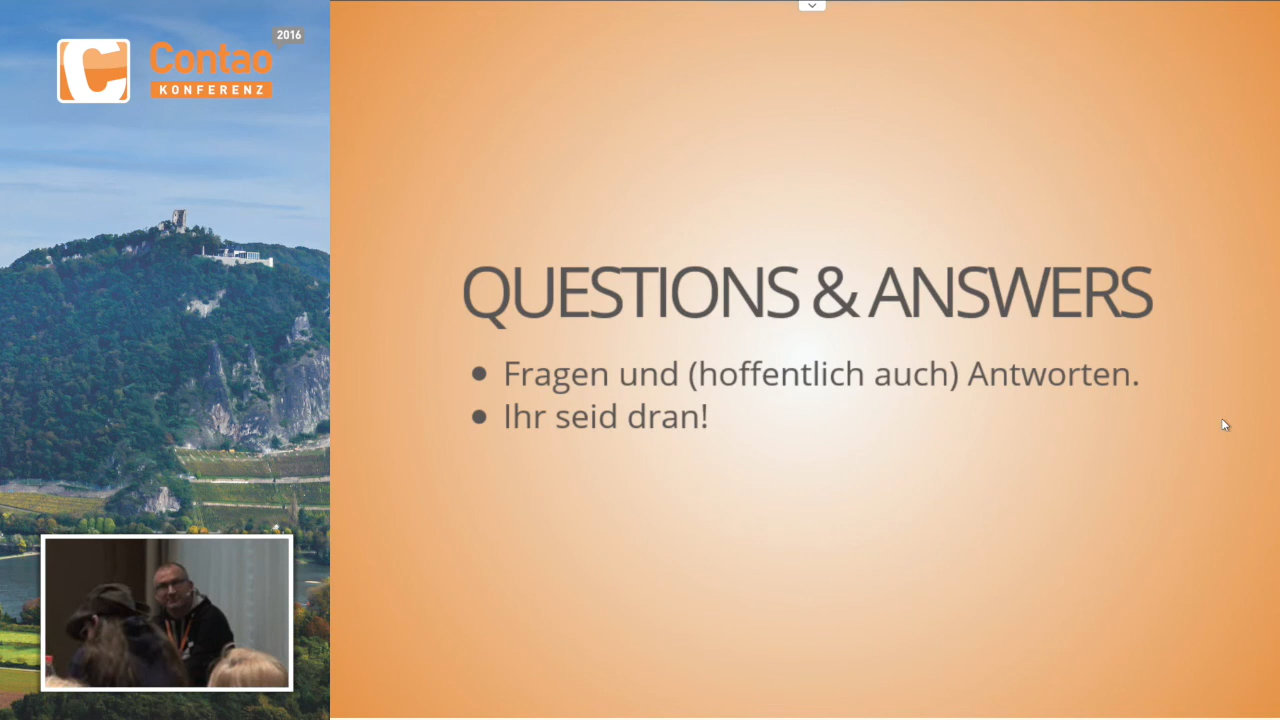 2016
Contao
KONFERENZ
QUESTIONS & ANSWERS
• Fragen und (hoffentlich auch) Antworten.
• Ihr seid dran!